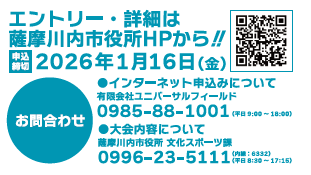 エントリー・詳細は
薩摩川内市役所HPから!!
申込締切 2026年1月16日(金)
お問合わせ
●インターネット申込みについて
有限会社ユニバーサルフィールド
0985-88-1001(平日 9:00 ~ 18:00)
●大会内容について
薩摩川内市役所 文化スポーツ課
0996-23-5111(内線:6332)
(平日 8:30 ~ 17:15)